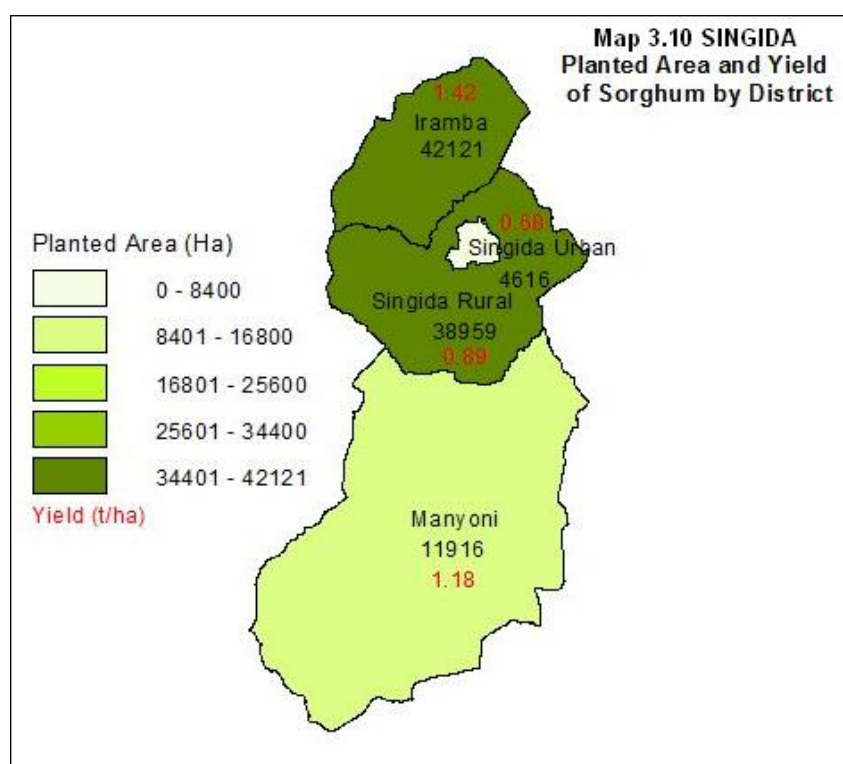 Map 3.10 SINGIDA
Planted Area and Yield
of Sorghum by District
1.42
Iramba
42121
0.68
Singida Urban
4616
Singida Rural
38959
0.89
Manyoni
11916
1.18
Planted Area (Ha)
0 - 8400
8401 - 16800
16801 - 25600
25601 - 34400
34401 - 42121
Yield (t/ha)